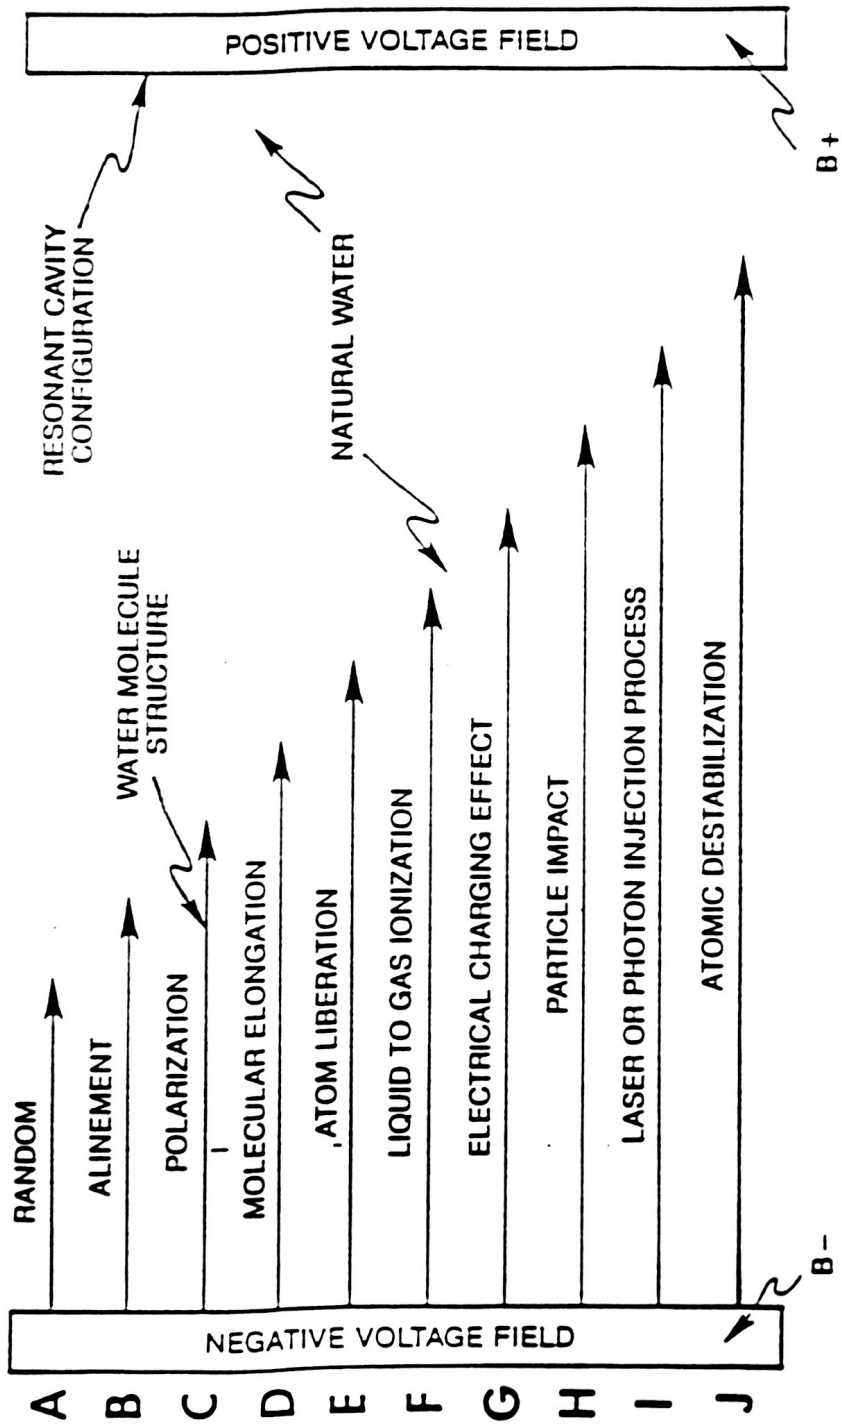 POSITIVE VOLTAGE FIELD
RESONANT CAVITY
CONFIGURATION
NATURAL WATER
B+
WATER MOLECULE
STRUCTURE
A
RANDOM
B
ALINEMENT
C
POLARIZATION
D
MOLECULAR ELONGATION
E
ATOM LIBERATION
F
LIQUID TO GAS IONIZATION
G
ELECTRICAL CHARGING EFFECT
H
PARTICLE IMPACT
I
LASER OR PHOTON INJECTION PROCESS
J
ATOMIC DESTABILIZATION
NEGATIVE VOLTAGE FIELD
B−